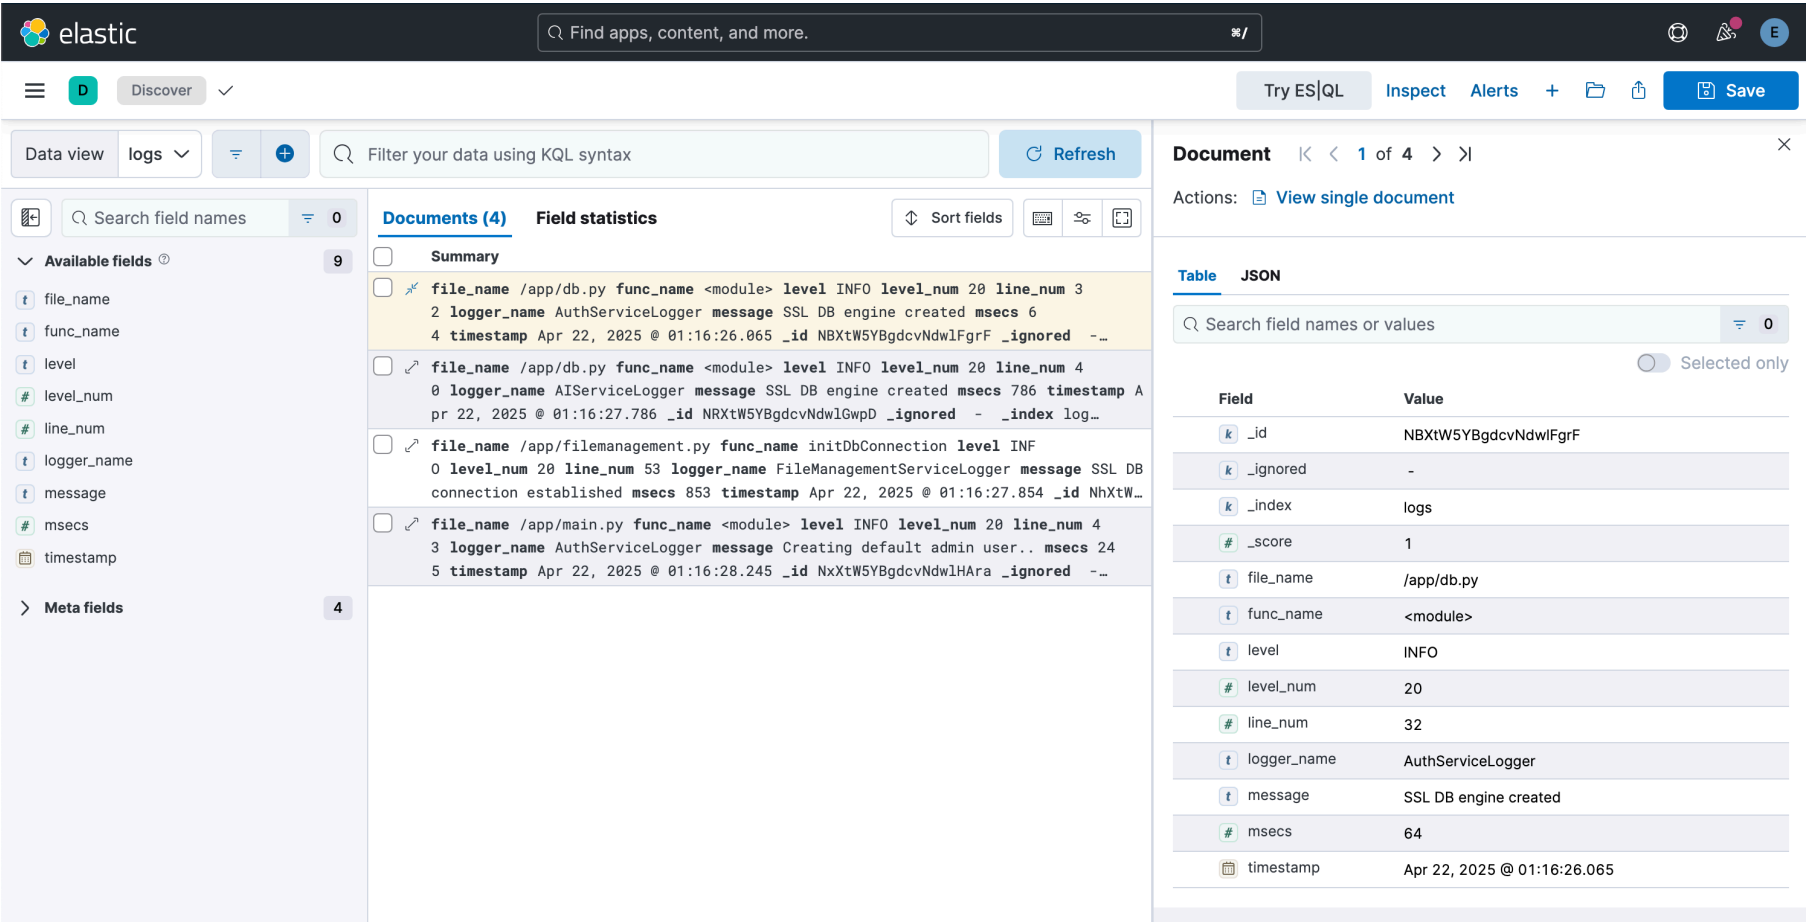 elastic
Find apps, content, and more.
⌘/
E
D
Discover
Try ES|QL
Inspect
Alerts
Save
Data view
logs
Filter your data using KQL syntax
Refresh
Search field names
0
Available fields
9
t file_name
t func_name
t level
# level_num
# line_num
t logger_name
t message
# msecs
timestamp
Meta fields
4
Documents (4)
Field statistics
Sort fields
Summary
file_name /app/db.py func_name <module> level INFO level_num 20 line_num 3
2 logger_name AuthServiceLogger message SSL DB engine created msecs 6
4 timestamp Apr 22, 2025 @ 01:16:26.065 _id NBXtW5YBgdcvNdwlFgrF _ignored -…
file_name /app/db.py func_name <module> level INFO level_num 20 line_num 4
0 logger_name AIServiceLogger message SSL DB engine created msecs 786 timestamp A
pr 22, 2025 @ 01:16:27.786 _id NRXtW5YBgdcvNdwlGwpD _ignored - _index log…
file_name /app/filemanagement.py func_name initDbConnection level INF
O level_num 20 line_num 53 logger_name FileManagementServiceLogger message SSL DB
connection established msecs 853 timestamp Apr 22, 2025 @ 01:16:27.854 _id NhXtW…
file_name /app/main.py func_name <module> level INFO level_num 20 line_num 4
3 logger_name AuthServiceLogger message Creating default admin user.. msecs 24
5 timestamp Apr 22, 2025 @ 01:16:28.245 _id NxXtW5YBgdcvNdwlHAra _ignored -…
Document
1 of 4
Actions:
View single document
Table
JSON
Search field names or values
0
Selected only
Field Value
k _id NBXtW5YBgdcvNdwlFgrF
k _ignored -
k _index logs
# _score 1
t file_name /app/db.py
t func_name <module>
t level INFO
# level_num 20
# line_num 32
t logger_name AuthServiceLogger
t message SSL DB engine created
# msecs 64
timestamp Apr 22, 2025 @ 01:16:26.065